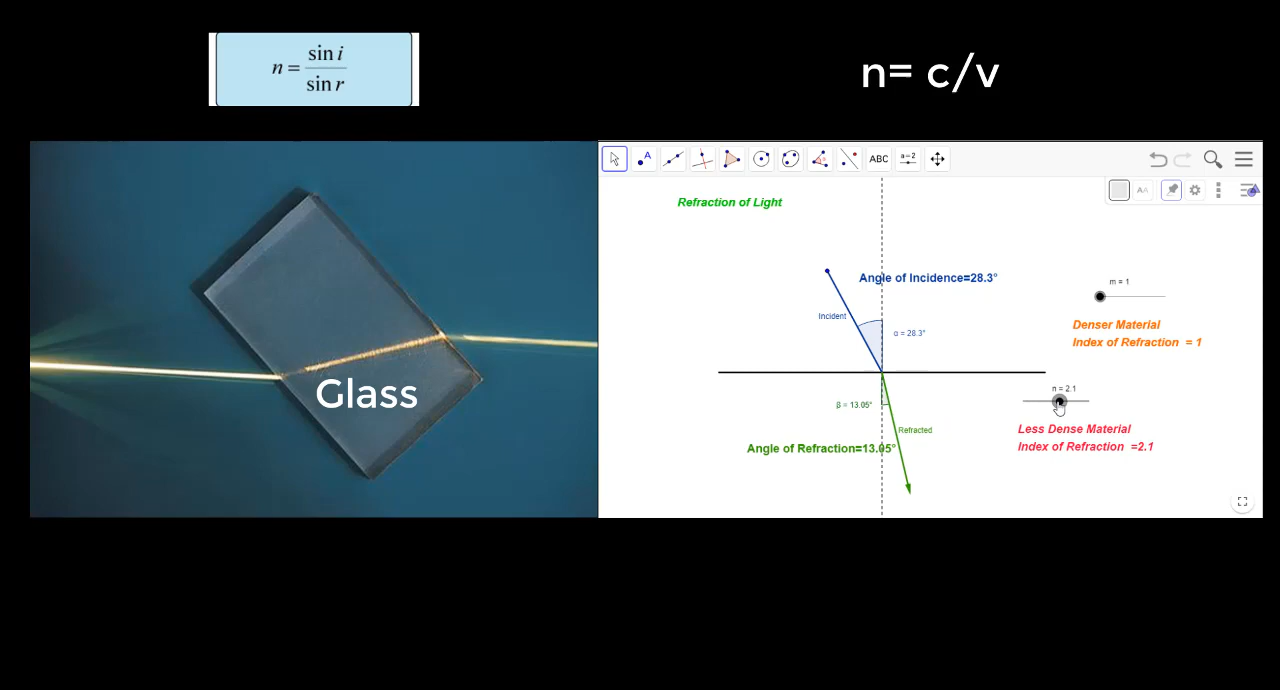 n = sin i / sin r
n= c/v
A
ABC
a=2
AA
Refraction of Light
Angle of Incidence=28.3°
m = 1
Incident
α = 28.3°
Denser Material
Index of Refraction = 1
n = 2.1
β = 13.05°
Refracted
Less Dense Material
Index of Refraction =2.1
Angle of Refraction=13.05°
Glass